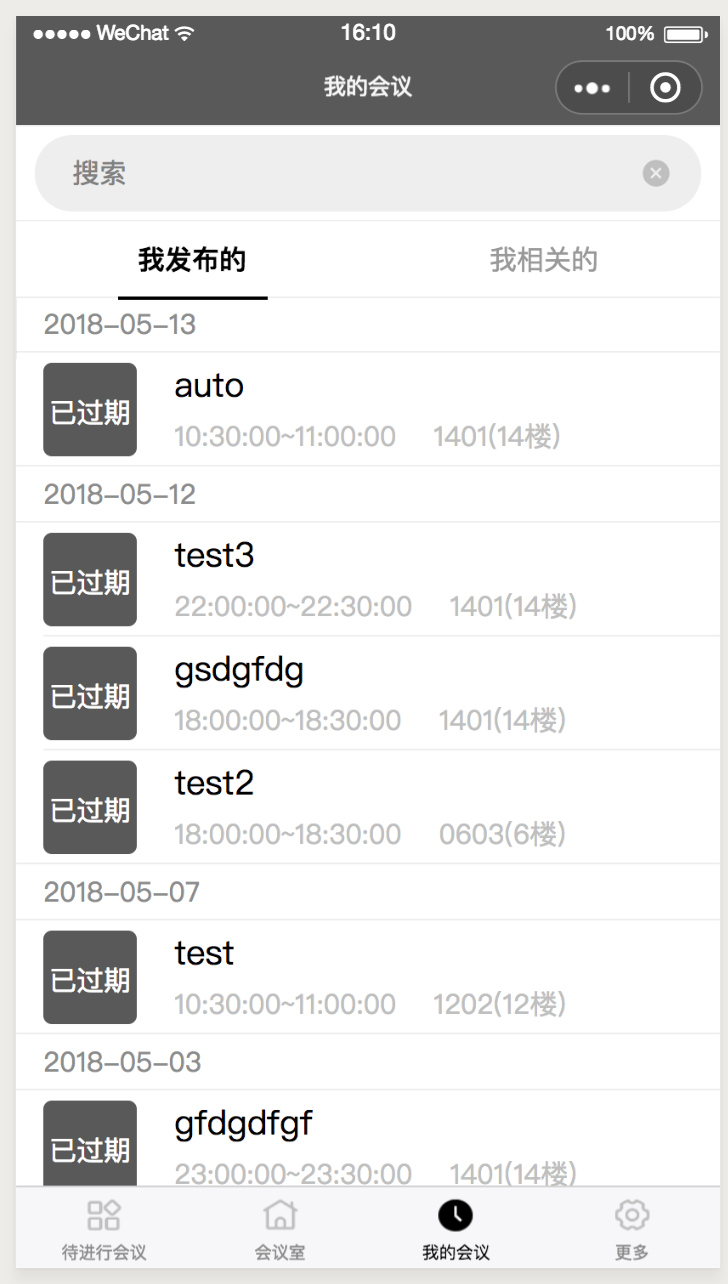 WeChat 16:10 100%
我的会议
搜索
我发布的 我相关的
2018-05-13
已过期
auto
10:30:00~11:00:00 1401(14楼)
2018-05-12
已过期
test3
22:00:00~22:30:00 1401(14楼)
已过期
gsdgfdg
18:00:00~18:30:00 1401(14楼)
已过期
test2
18:00:00~18:30:00 0603(6楼)
2018-05-07
已过期
test
10:30:00~11:00:00 1202(12楼)
2018-05-03
已过期
gfdgdfgf
23:00:00~23:30:00 1401(14楼)
待进行会议 会议室 我的会议 更多